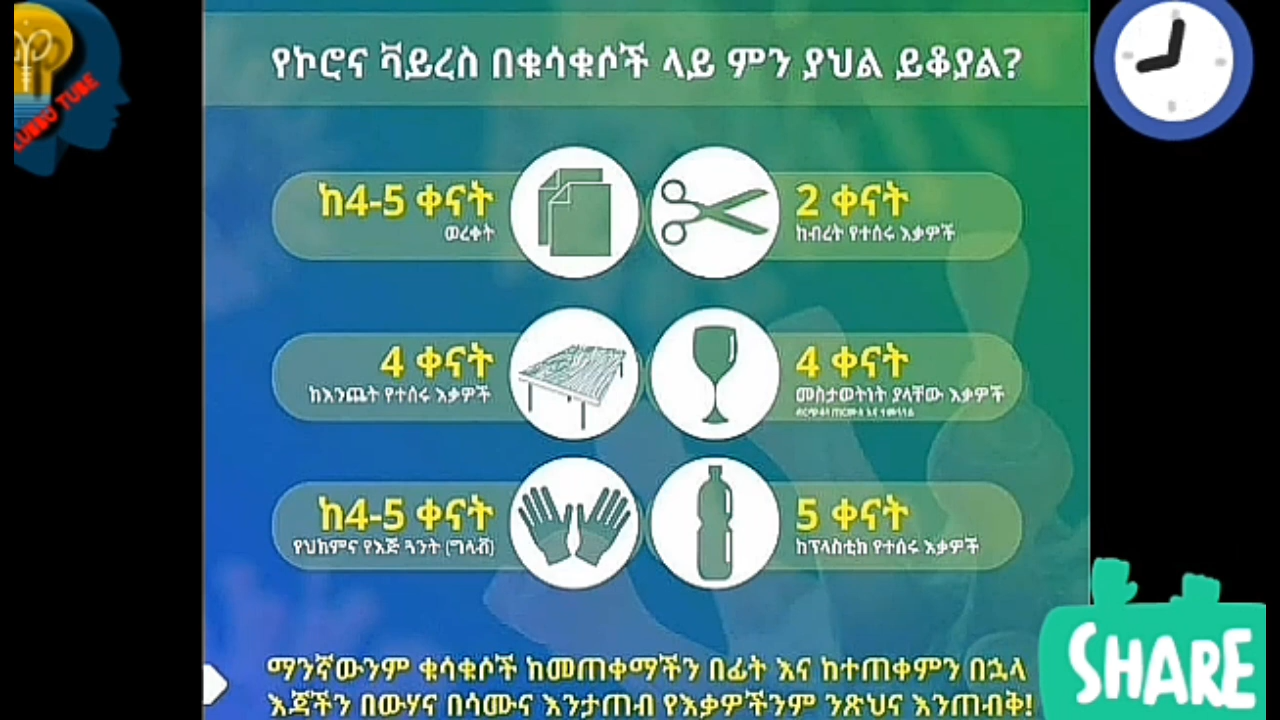 የኮሮና ቫይረስ በቁሳቁሶች ላይ ምን ያህል ይቆያል?
ከ4-5 ቀናት
ወረቀት
2 ቀናት
ከብረት የተሰሩ እቃዎች
4 ቀናት
ከእንጨት የተሰሩ እቃዎች
4 ቀናት
መስታወትነት ያላቸው እቃዎች
ከ4-5 ቀናት
የህክምና የእጅ ጓንት (ግላቭ)
5 ቀናት
ከፕላስቲክ የተሰሩ እቃዎች
ማንኛውንም ቁሳቁሶች ከመጠቀማችን በፊት እና ከተጠቀምን በኋላ
እጃችን በውሃና በሳሙና እንታጠብ የእቃዎችንም ንጽህና እንጠብቅ!
TUBE
SHARE